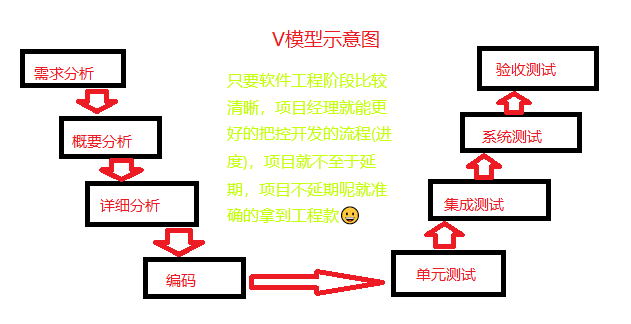 V模型示意图
需求分析
概要分析
详细分析
编码
只要软件工程阶段比较
清晰，项目经理就能更
好的把控开发的流程(进
度)，项目就不至于延
期，项目不延期呢就准
确的拿到工程款😀
单元测试
集成测试
系统测试
验收测试